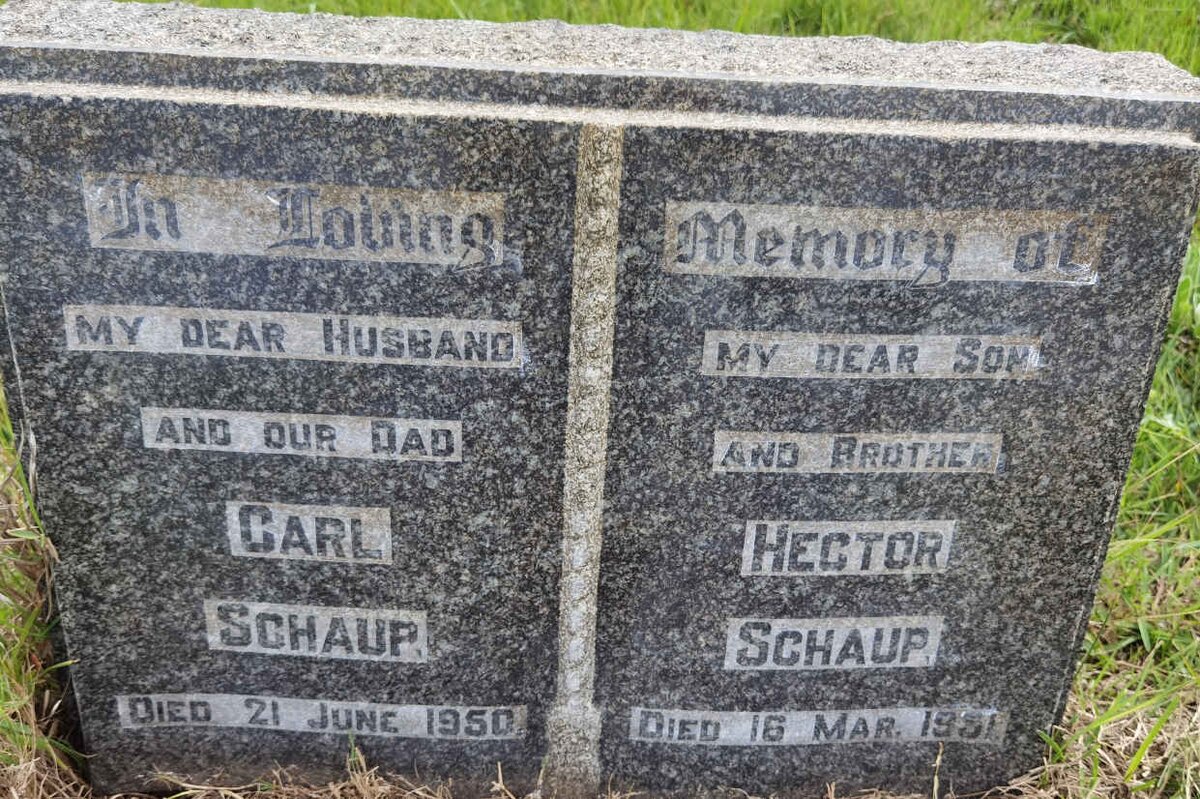 In Loving Memory of
MY DEAR HUSBAND
AND OUR DAD
CARL
SCHAUP.
DIED 21 JUNE 1950.
MY DEAR SON
AND BROTHER,
HECTOR
SCHAUP.
DIED 16 MAR. 1951.